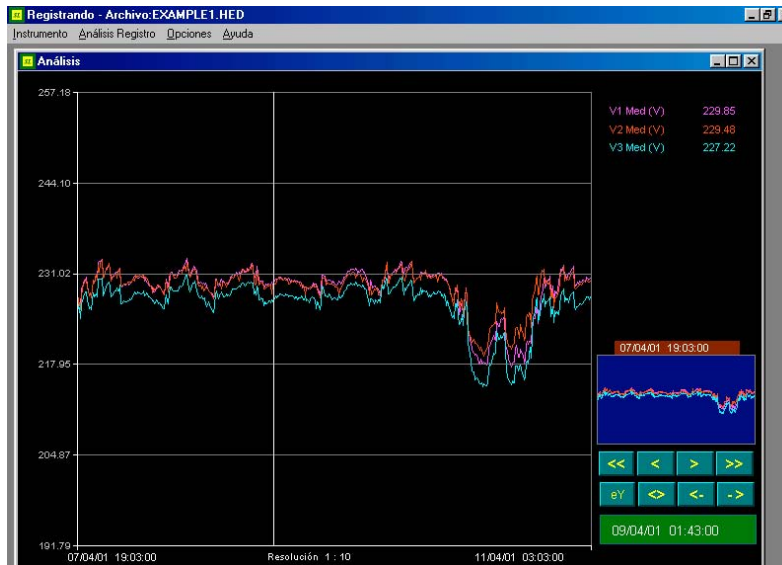 Registrando - Archivo:EXAMPLE1.HED
Instrumento Análisis Registro Opciones Ayuda
Análisis
257.18
244.10
231.02
217.95
204.87
191.79
07/04/01 19:03:00
Resolución 1 : 10
11/04/01 03:03:00
V1 Med (V) 229.85
V2 Med (V) 229.48
V3 Med (V) 227.22
07/04/01 19:03:00
<< < > >>
eY <> <- ->
09/04/01 01:43:00